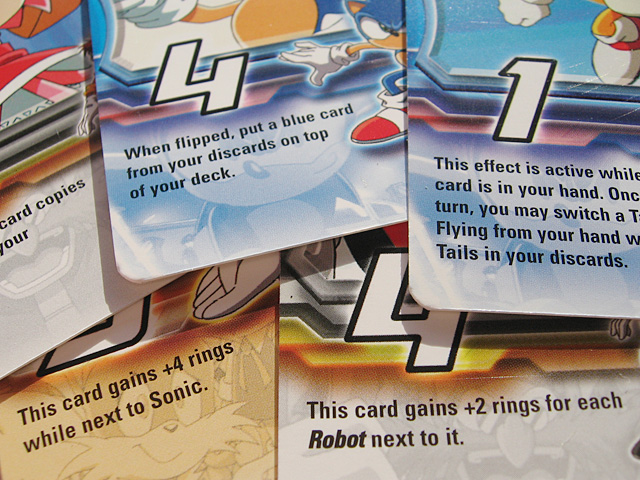 4
When flipped, put a blue card
from your discards on top
of your deck.
1
This effect is active while
card is in your hand. Onc
turn, you may switch a T
Flying from your hand w
Tails in your discards.
card copies
your
This card gains +4 rings
while next to Sonic.
4
This card gains +2 rings for each
Robot next to it.